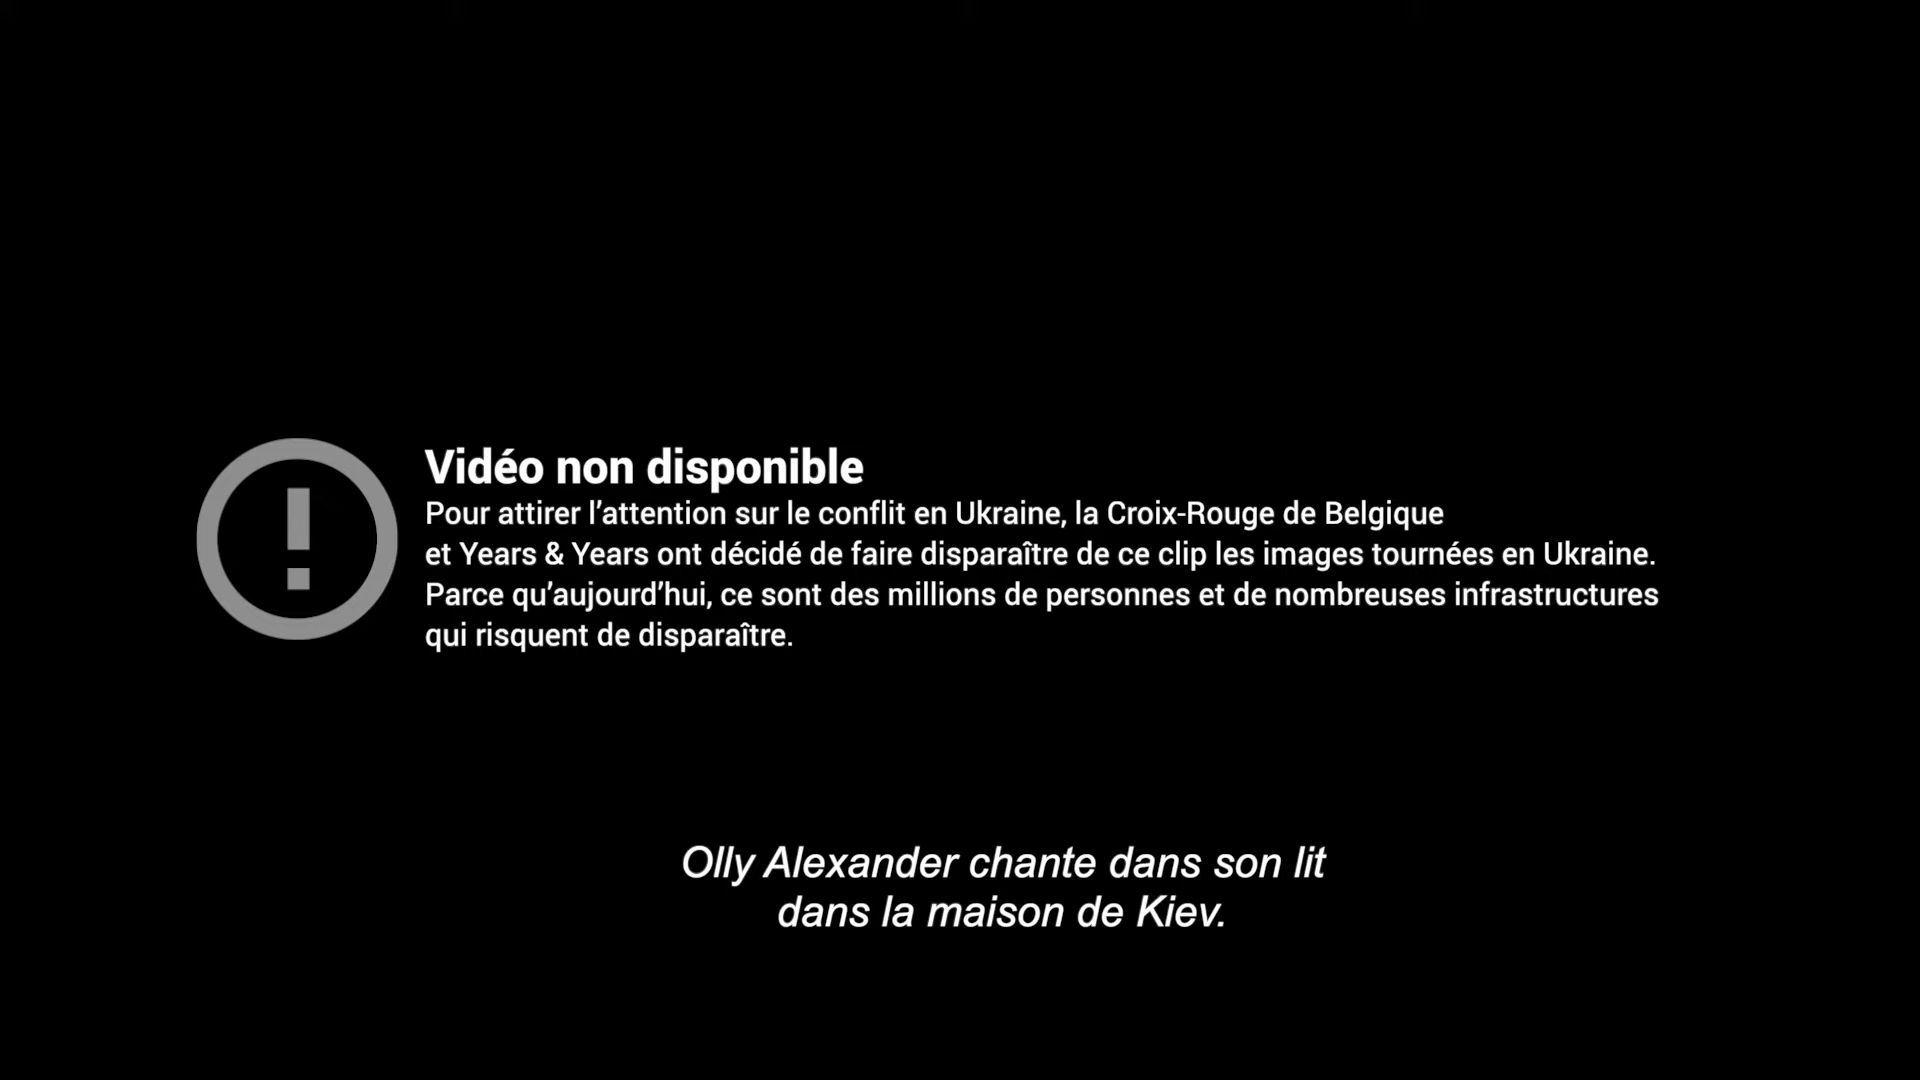 Vidéo non disponible
Pour attirer l’attention sur le conflit en Ukraine, la Croix-Rouge de Belgique
et Years & Years ont décidé de faire disparaître de ce clip les images tournées en Ukraine.
Parce qu’aujourd’hui, ce sont des millions de personnes et de nombreuses infrastructures
qui risquent de disparaître.
Olly Alexander chante dans son lit
dans la maison de Kiev.